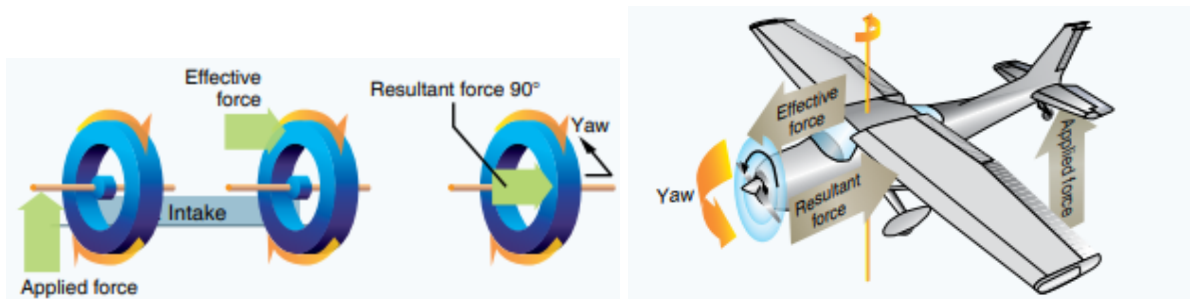 Effective
force
Resultant force 90°
Yaw
Intake
Applied force
Effective
force
Applied force
Yaw
Resultant
force